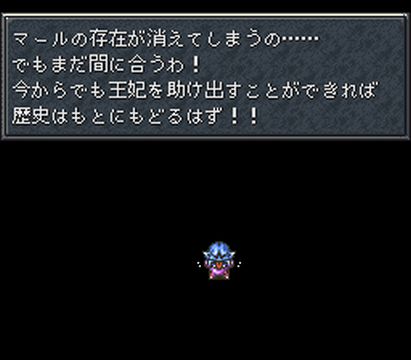 マールの存在が消えてしまうの……
でもまだ間に合うわ！
今からでも王妃を助け出すことができれば
歴史はもとにもどるはず！！